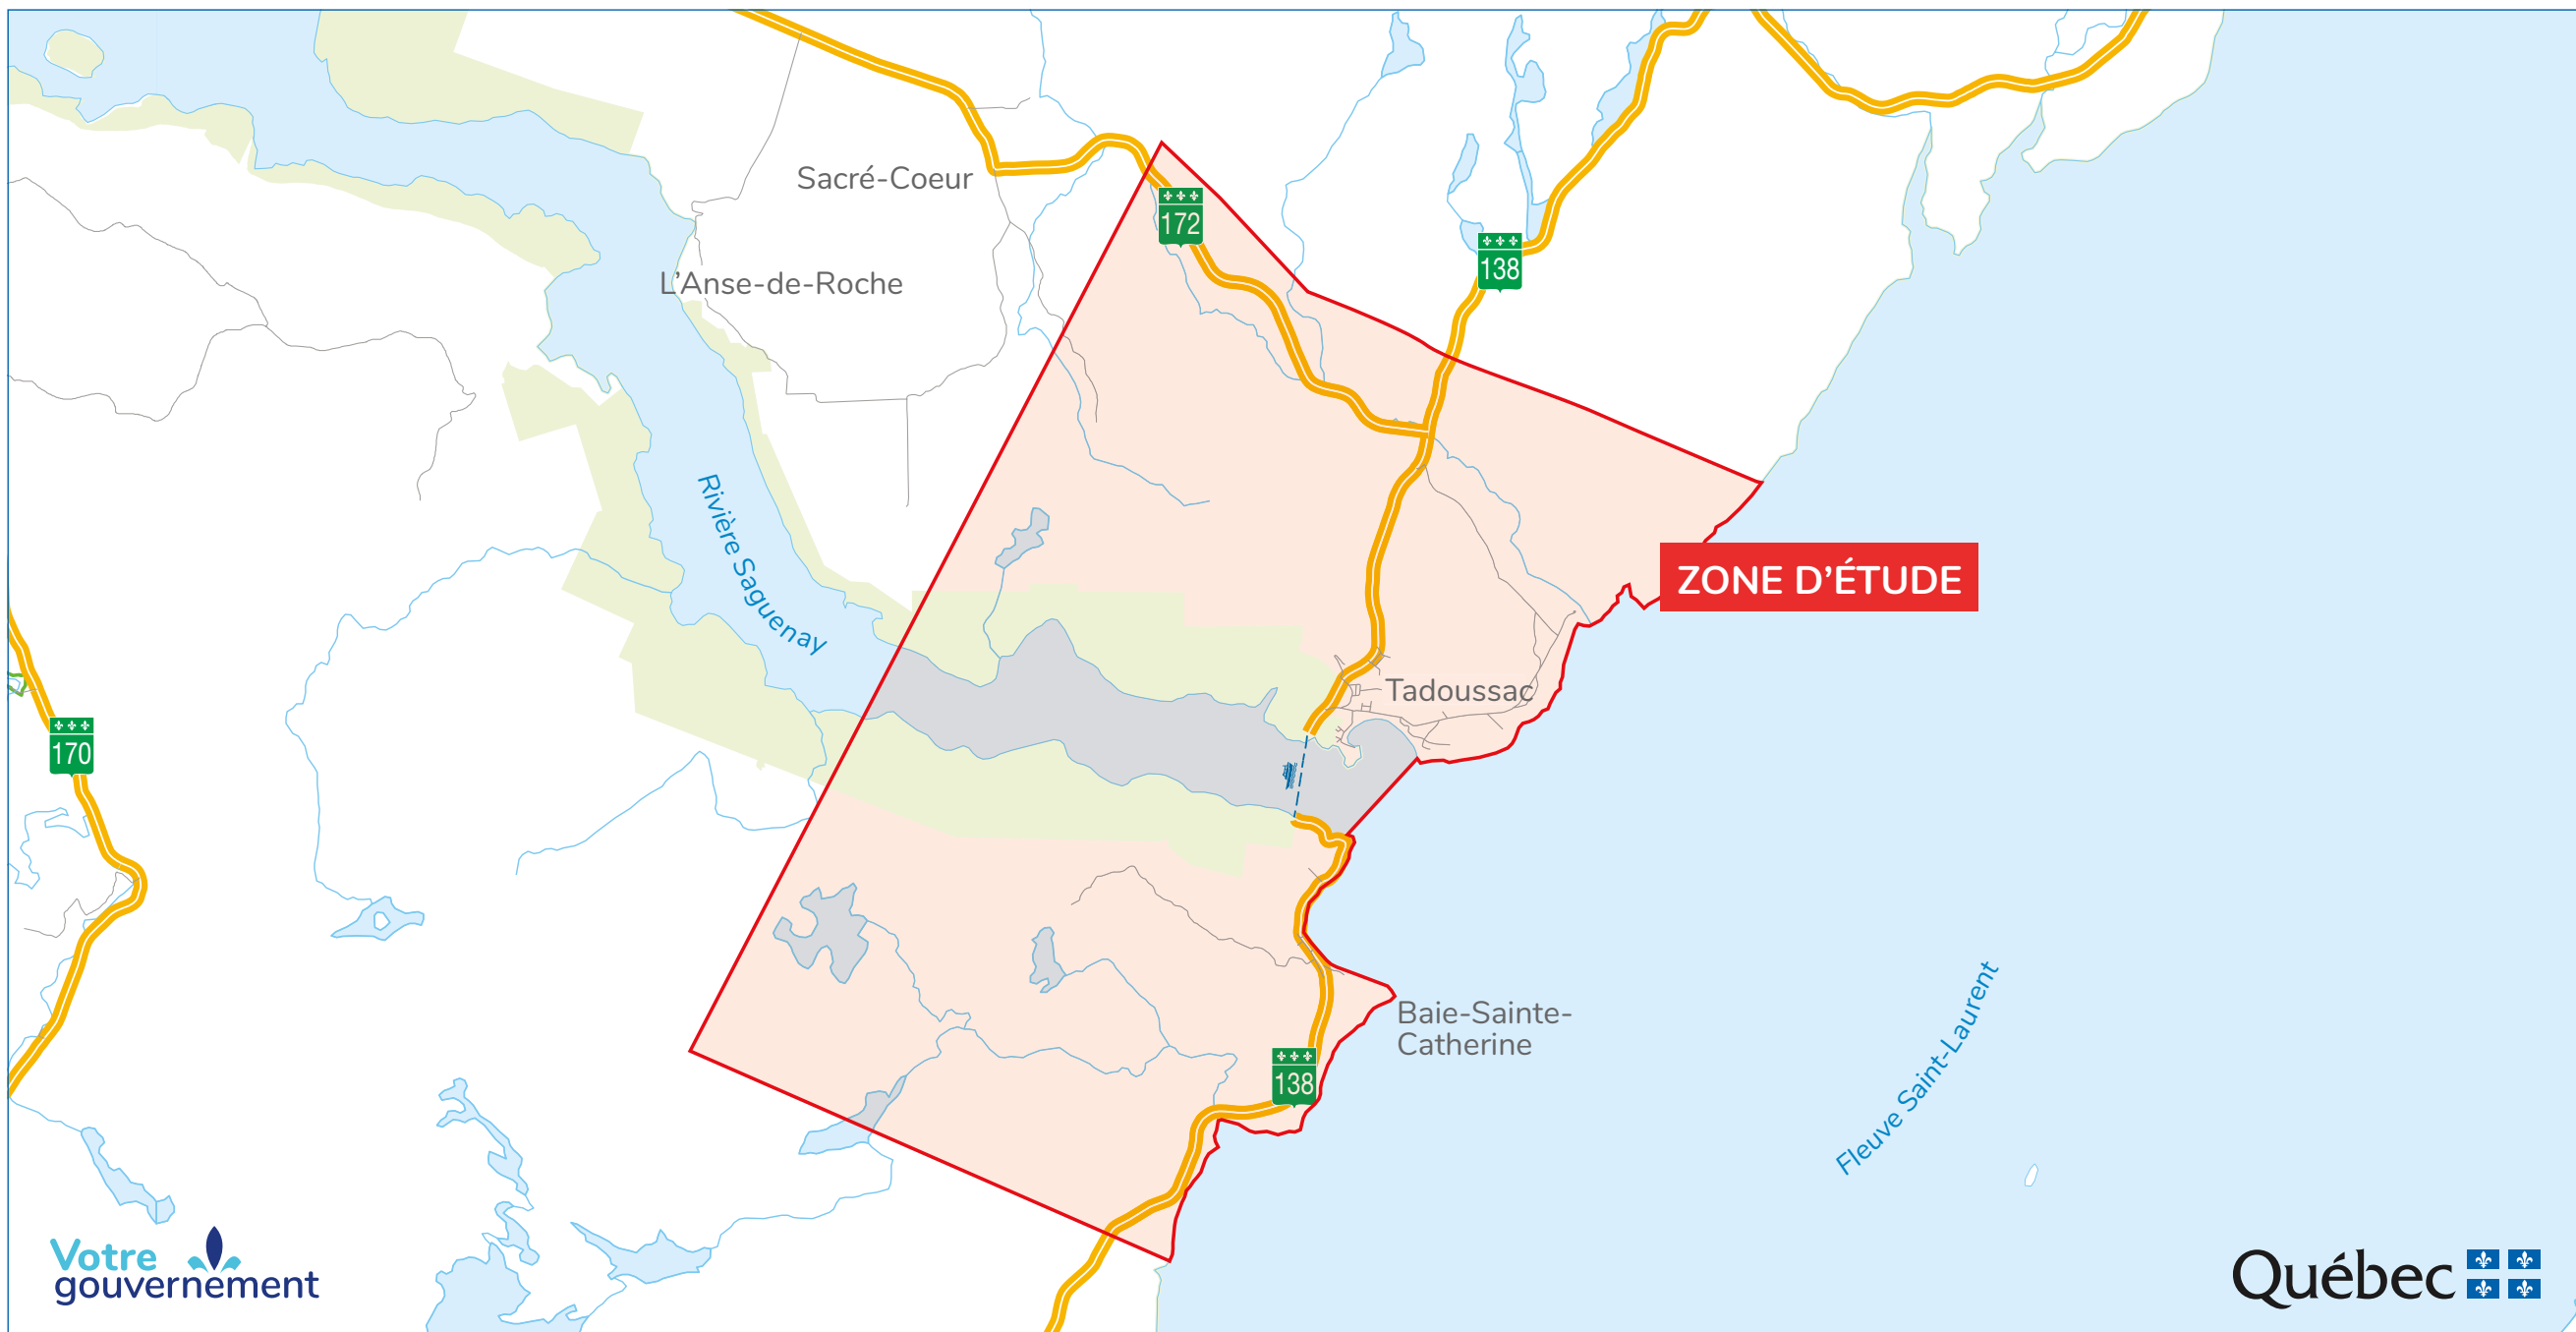 Sacré-Coeur
172
138
L'Anse-de-Roche
Rivière Saguenay
ZONE D'ÉTUDE
Tadoussac
170
Baie-Sainte-
Catherine
138
Fleuve Saint-Laurent
Votre
gouvernement
Québec